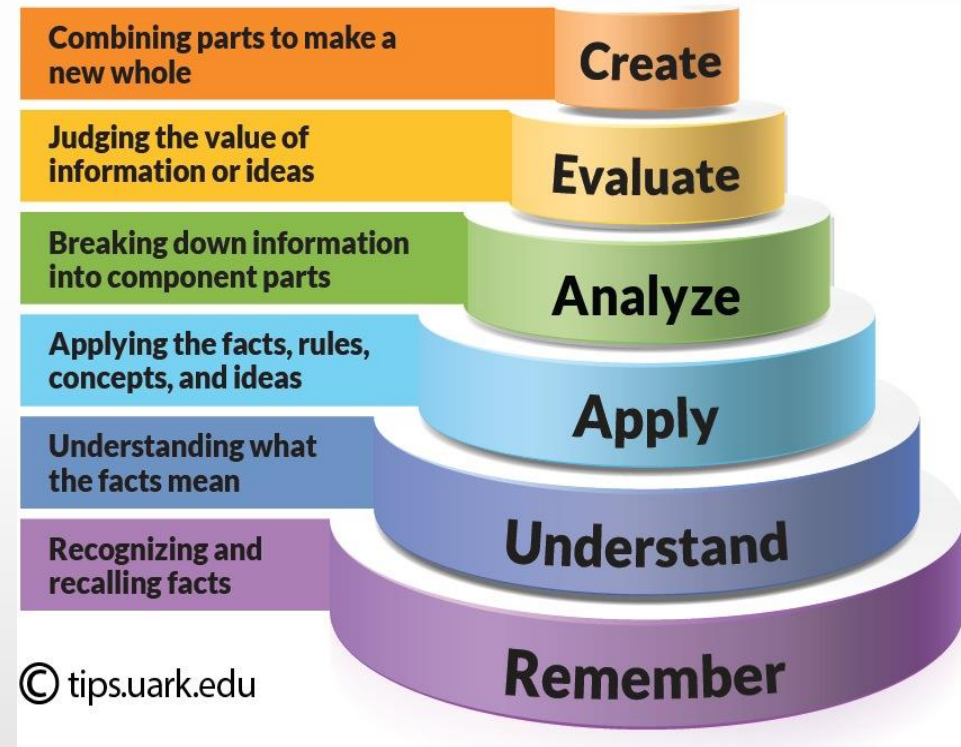 Combining parts to make a
new whole
Create
Judging the value of
information or ideas
Evaluate
Breaking down information
into component parts
Analyze
Applying the facts, rules,
concepts, and ideas
Apply
Understanding what
the facts mean
Understand
Recognizing and
recalling facts
Remember
© tips.uark.edu